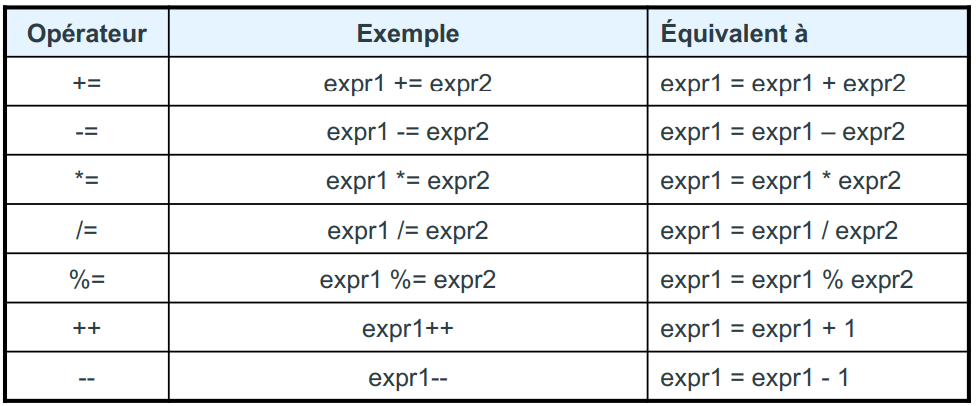 Opérateur Exemple Équivalent à
+= expr1 += expr2 expr1 = expr1 + expr2
-= expr1 -= expr2 expr1 = expr1 – expr2
*= expr1 *= expr2 expr1 = expr1 * expr2
/= expr1 /= expr2 expr1 = expr1 / expr2
%= expr1 %= expr2 expr1 = expr1 % expr2
++ expr1++ expr1 = expr1 + 1
-- expr1-- expr1 = expr1 - 1